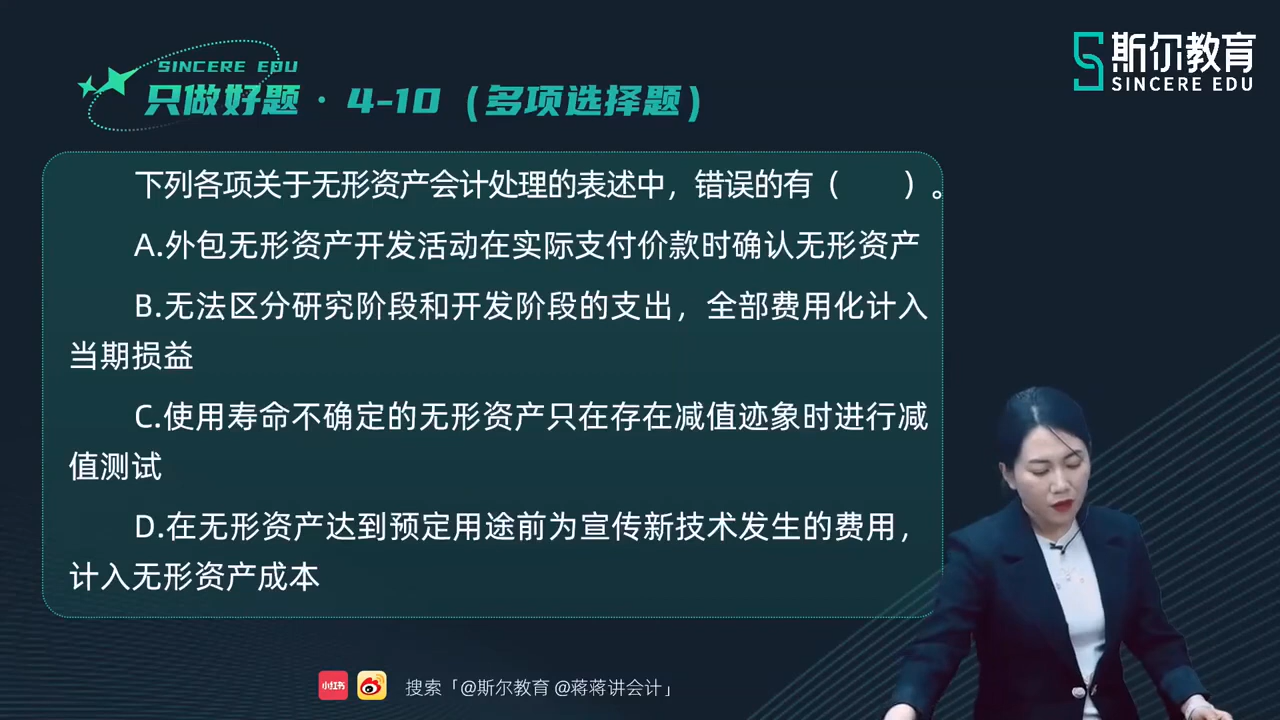 SINCERE EDU
只做好题·4-10（多项选择题）
斯尔教育
SINCERE EDU
下列各项关于无形资产会计处理的表述中，错误的有（　　）。
A.外包无形资产开发活动在实际支付价款时确认无形资产
B.无法区分研究阶段和开发阶段的支出，全部费用化计入
当期损益
C.使用寿命不确定的无形资产只在存在减值迹象时进行减
值测试
D.在无形资产达到预定用途前为宣传新技术发生的费用，
计入无形资产成本
小红书
搜索「@斯尔教育 @蒋蒋讲会计」